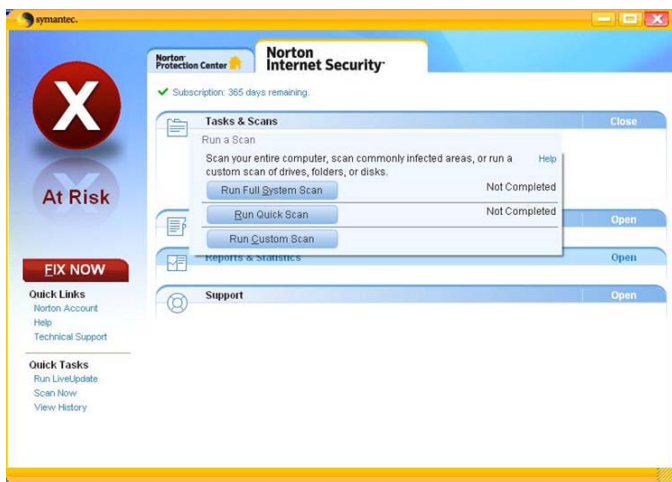 symantec.
Norton
Protection Center
Norton
Internet Security
Subscription: 365 days remaining.
X
At Risk
FIX NOW
Quick Links
Norton Account
Help
Technical Support
Quick Tasks
Run LiveUpdate
Scan Now
View History
Tasks & Scans Close
Run a Scan
Scan your entire computer, scan commonly infected areas, or run a Help
custom scan of drives, folders, or disks.
Run Full System Scan Not Completed
Run Quick Scan Not Completed
Run Custom Scan
Open
Reports & Statistics Open
Support Open